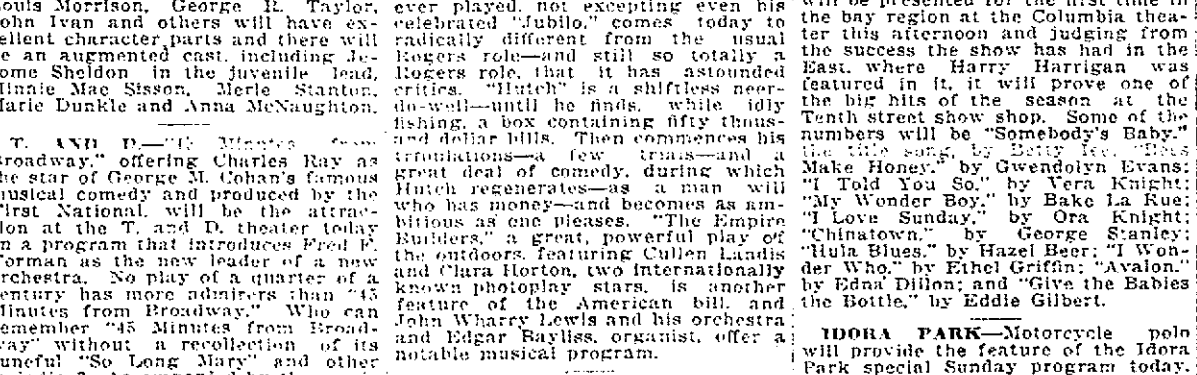 Louis Morrison, George R. Taylor,
John Ivan and others will have ex-
cellent character parts and there will
be an augmented cast, including Je-
rome Sheldon in the juvenile lead,
Minnie Mae Sisson, Merle Stanton,
Marie Dunkle and Anna McNaughton.
T. AND D.—"45 Minutes from
Broadway," offering Charles Ray as
the star of George M. Cohan's famous
musical comedy and produced by the
First National, will be the attrac-
tion at the T. and D. theater today
in a program that introduces Fred F.
Forman as the new leader of a new
orchestra. No play of a quarter of a
century has more admirers than "45
Minutes from Broadway." Who can
remember "45 Minutes from Broad-
way" without a recollection of its
tuneful "So Long Mary" and other
ever played, not excepting even his
celebrated "Jubilo," comes today to
radically different from the usual
Rogers role—and still so totally a
Rogers role, that it has astounded
critics. "Hutch" is a shiftless neer-
do-well—until he finds, while idly
fishing, a box containing fifty thous-
and dollar bills. Then commences his
tribulations—a few trials—and a
great deal of comedy, during which
Hutch regenerates—as a man will
who has money—and becomes as am-
bitious as one pleases. "The Empire
Builders," a great, powerful play of
the outdoors, featuring Cullen Landis
and Clara Horton, two internationally
known photoplay stars, is another
feature of the American bill, and
John Wharry Lewis and his orchestra
and Edgar Bayliss, organist, offer a
notable musical program.
will be presented for the first time in
the bay region at the Columbia thea-
ter this afternoon and judging from
the success the show has had in the
East, where Harry Harrigan was
featured in it, it will prove one of
the big hits of the season at the
Tenth street show shop. Some of the
numbers will be "Somebody's Baby,"
the title song, by Betty "Bees
Make Honey," by Gwendolyn Evans;
"I Told You So," by Vera Knight;
"My Wonder Boy," by Bake La Rue;
"I Love Sunday," by Ora Knight;
"Chinatown," by George Stanley;
"Hula Blues," by Hazel Beer; "I Won-
der Who," by Ethel Griffin; "Avalon,"
by Edna Dillon; and "Give the Babies
the Bottle," by Eddie Gilbert.
IDORA PARK—Motorcycle polo
will provide the feature of the Idora
Park special Sunday program today.